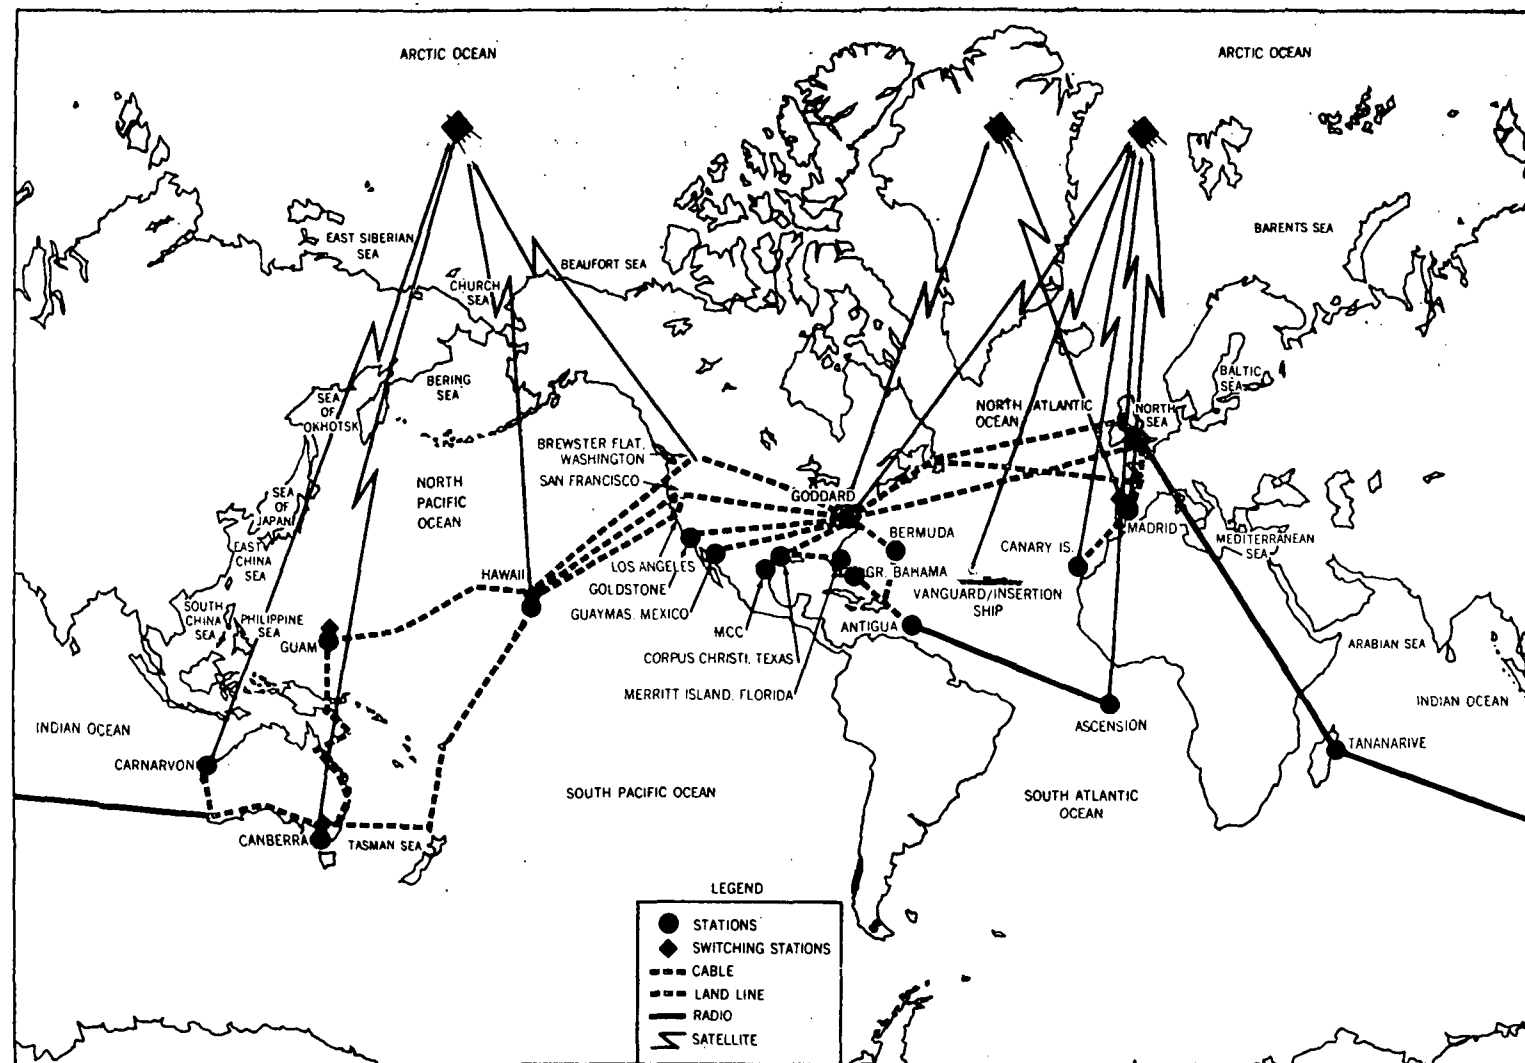 ARCTIC OCEAN
ARCTIC OCEAN
EAST SIBERIAN
SEA
BEAUFORT SEA
BARENTS SEA
CHURCH
SEA
BERING
SEA
SEA
OF
OKHOTSK
BALTIC
SEA
NORTH ATLANTIC
OCEAN
NORTH
SEA
BREWSTER FLAT,
WASHINGTON
SAN FRANCISCO
NORTH
PACIFIC
OCEAN
SEA
OF
JAPAN
GODDARD
MADRID
BERMUDA
CANARY IS.
MEDITERRANEAN
SEA
EAST
CHINA
SEA
LOS ANGELES
GOLDSTONE
GUAYMAS, MEXICO
HAWAII
GR. BAHAMA
VANGUARD/INSERTION
SHIP
SOUTH
CHINA
SEA
PHILIPPINE
SEA
GUAM
MCC
ANTIGUA
CORPUS CHRISTI, TEXAS
MERRITT ISLAND, FLORIDA
ARABIAN SEA
INDIAN OCEAN
INDIAN OCEAN
ASCENSION
TANANARIVE
CARNARVON
SOUTH PACIFIC OCEAN
SOUTH ATLANTIC
OCEAN
CANBERRA
TASMAN SEA
LEGEND
STATIONS
SWITCHING STATIONS
CABLE
LAND LINE
RADIO
SATELLITE